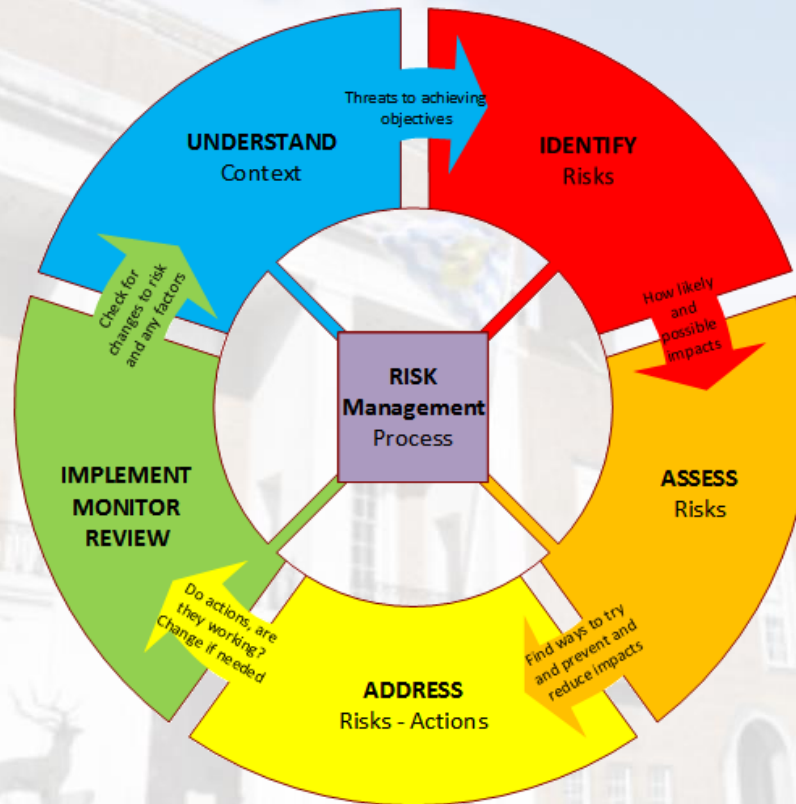 UNDERSTAND
Context
Threats to achieving
objectives
IDENTIFY
Risks
How likely
and
possible
impacts
ASSESS
Risks
Find ways to try
and prevent and
reduce impacts
ADDRESS
Risks - Actions
Do actions, are
they working?
Change if needed
IMPLEMENT
MONITOR
REVIEW
Check for
changes to risk
and any factors
RISK
Management
Process